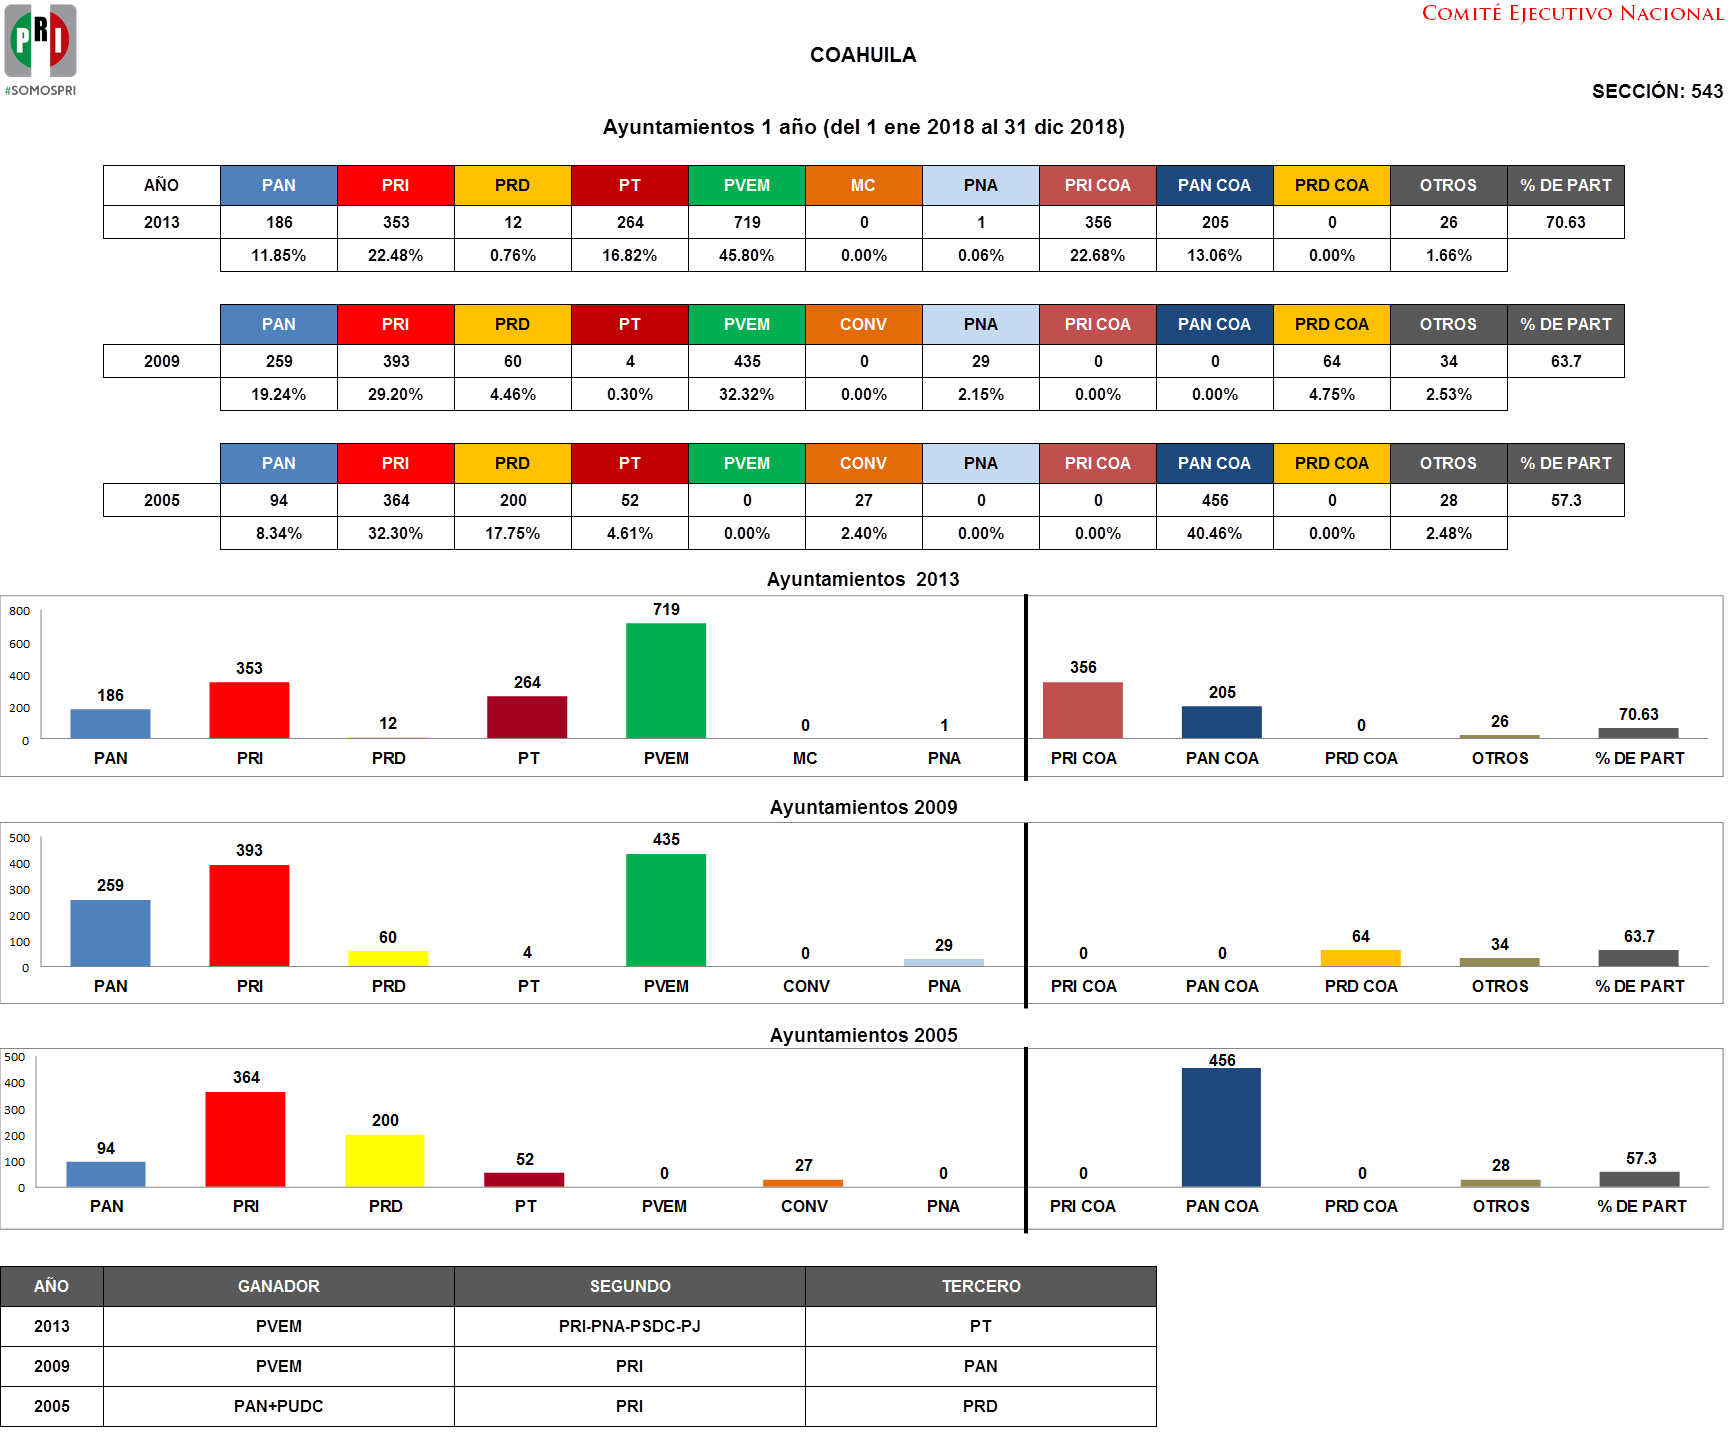 PRI
#SOMOSPRI
COMITÉ EJECUTIVO NACIONAL
COAHUILA
SECCIÓN: 543
Ayuntamientos 1 año (del 1 ene 2018 al 31 dic 2018)
AÑO PAN PRI PRD PT PVEM MC PNA PRI COA PAN COA PRD COA OTROS % DE PART
2013 186 353 12 264 719 0 1 356 205 0 26 70.63
11.85% 22.48% 0.76% 16.82% 45.80% 0.00% 0.06% 22.68% 13.06% 0.00% 1.66%
PAN PRI PRD PT PVEM CONV PNA PRI COA PAN COA PRD COA OTROS % DE PART
2009 259 393 60 4 435 0 29 0 0 64 34 63.7
19.24% 29.20% 4.46% 0.30% 32.32% 0.00% 2.15% 0.00% 0.00% 4.75% 2.53%
PAN PRI PRD PT PVEM CONV PNA PRI COA PAN COA PRD COA OTROS % DE PART
2005 94 364 200 52 0 27 0 0 456 0 28 57.3
8.34% 32.30% 17.75% 4.61% 0.00% 2.40% 0.00% 0.00% 40.46% 0.00% 2.48%
Ayuntamientos 2013
800
600
400
200
0
186 353 12 264 719 0 1 356 205 0 26 70.63
PAN PRI PRD PT PVEM MC PNA PRI COA PAN COA PRD COA OTROS % DE PART
Ayuntamientos 2009
500
400
300
200
100
0
259 393 60 4 435 0 29 0 0 64 34 63.7
PAN PRI PRD PT PVEM CONV PNA PRI COA PAN COA PRD COA OTROS % DE PART
Ayuntamientos 2005
500
400
300
200
100
0
94 364 200 52 0 27 0 0 456 0 28 57.3
PAN PRI PRD PT PVEM CONV PNA PRI COA PAN COA PRD COA OTROS % DE PART
AÑO GANADOR SEGUNDO TERCERO
2013 PVEM PRI-PNA-PSDC-PJ PT
2009 PVEM PRI PAN
2005 PAN+PUDC PRI PRD